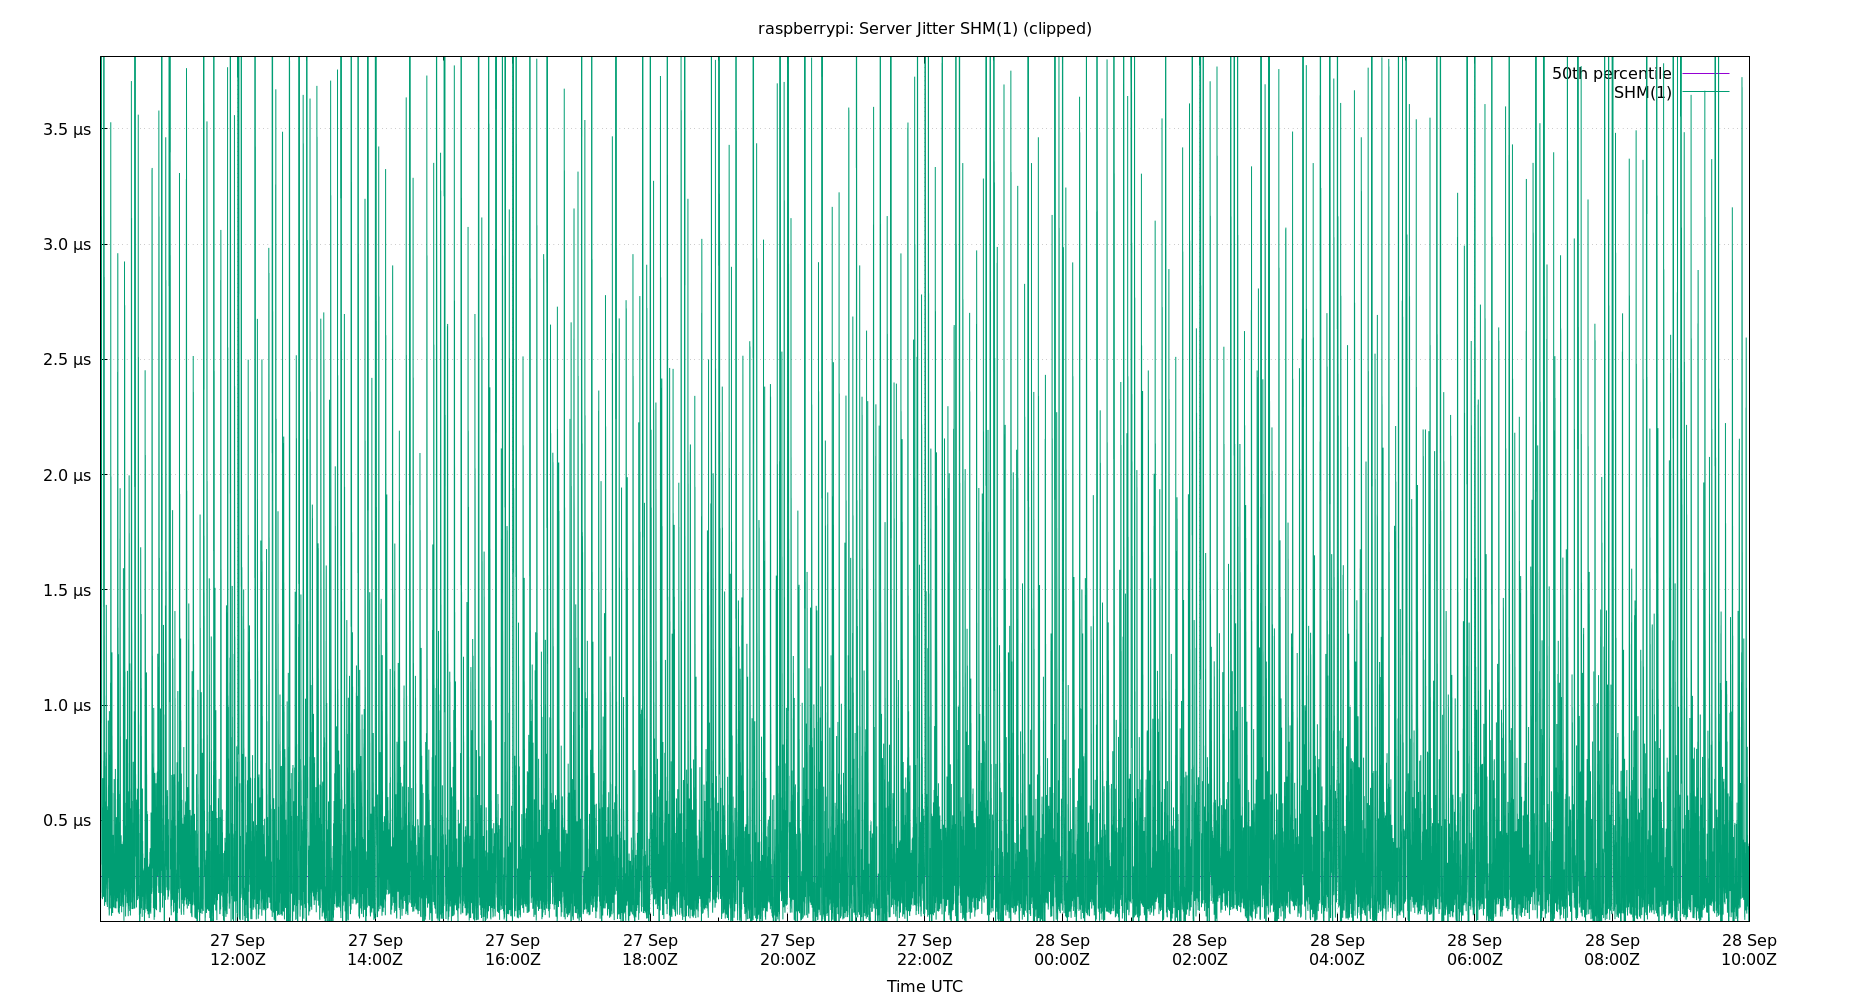 raspberrypi: Server Jitter SHM(1) (clipped)
50th percentile
SHM(1)
3.5 µs
3.0 µs
2.5 µs
2.0 µs
1.5 µs
1.0 µs
0.5 µs
27 Sep 27 Sep 27 Sep 27 Sep 27 Sep 27 Sep 28 Sep 28 Sep 28 Sep 28 Sep 28 Sep 28 Sep
12:00Z 14:00Z 16:00Z 18:00Z 20:00Z 22:00Z 00:00Z 02:00Z 04:00Z 06:00Z 08:00Z 10:00Z
Time UTC